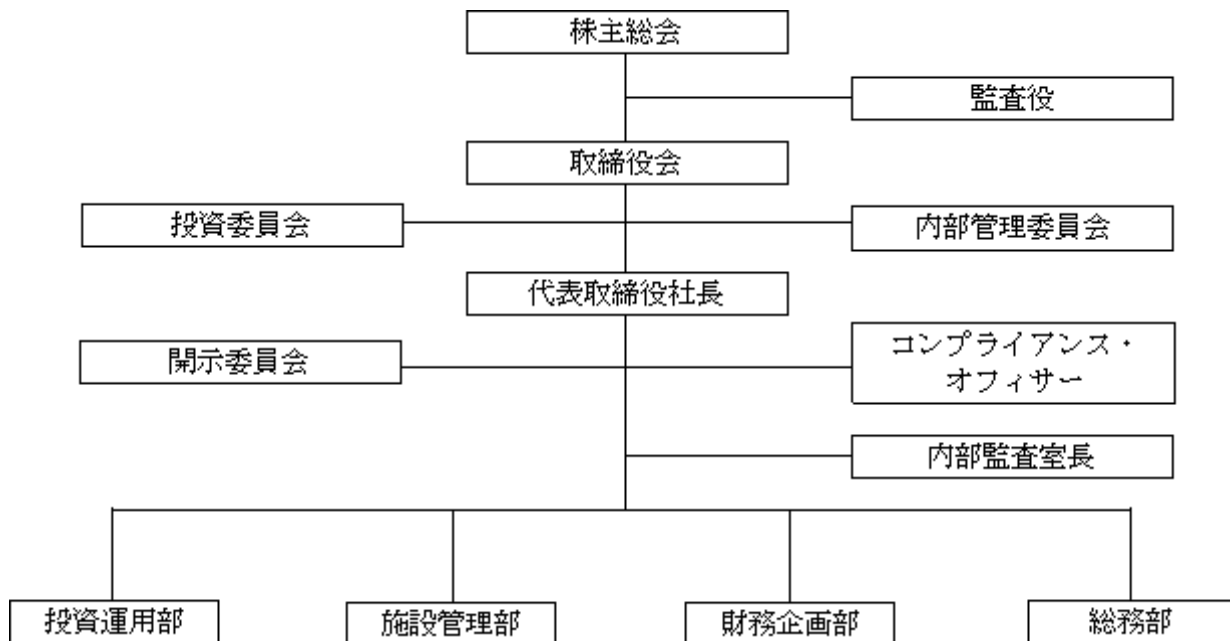 株主総会
監査役
取締役会
投資委員会
内部管理委員会
代表取締役社長
開示委員会
コンプライアンス・
オフィサー
内部監査室長
投資運用部
施設管理部
財務企画部
総務部